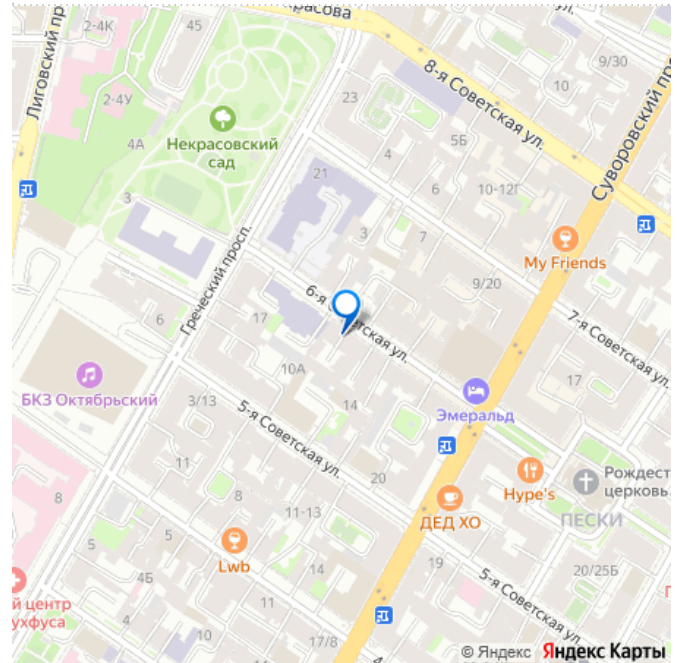 2-4К
45
красова
9/30
Лиговский пр
2-4У
23
8-я Советская ул.
10
Суворовский пр
4А
Некрасовский
сад
4
5Б
6
10-12Г
21
3
3
7
My Friends
Греческий просп.
9/20
6-я Советская ул.
7-я Советская ул.
6
17
БКЗ Октябрьский
10А
17
3/13
14
Эмеральд
5-я Советская ул.
11
20
Hype's
Рождест
церковь
8
8
11-13
ДЕД ХО
ПЕСКИ
5
5
Lwb
19
20/25Б
4Б
5-я Советская ул.
й центр
ухфуса
11
14
17/8
4
© Яндекс Яндекс Карты